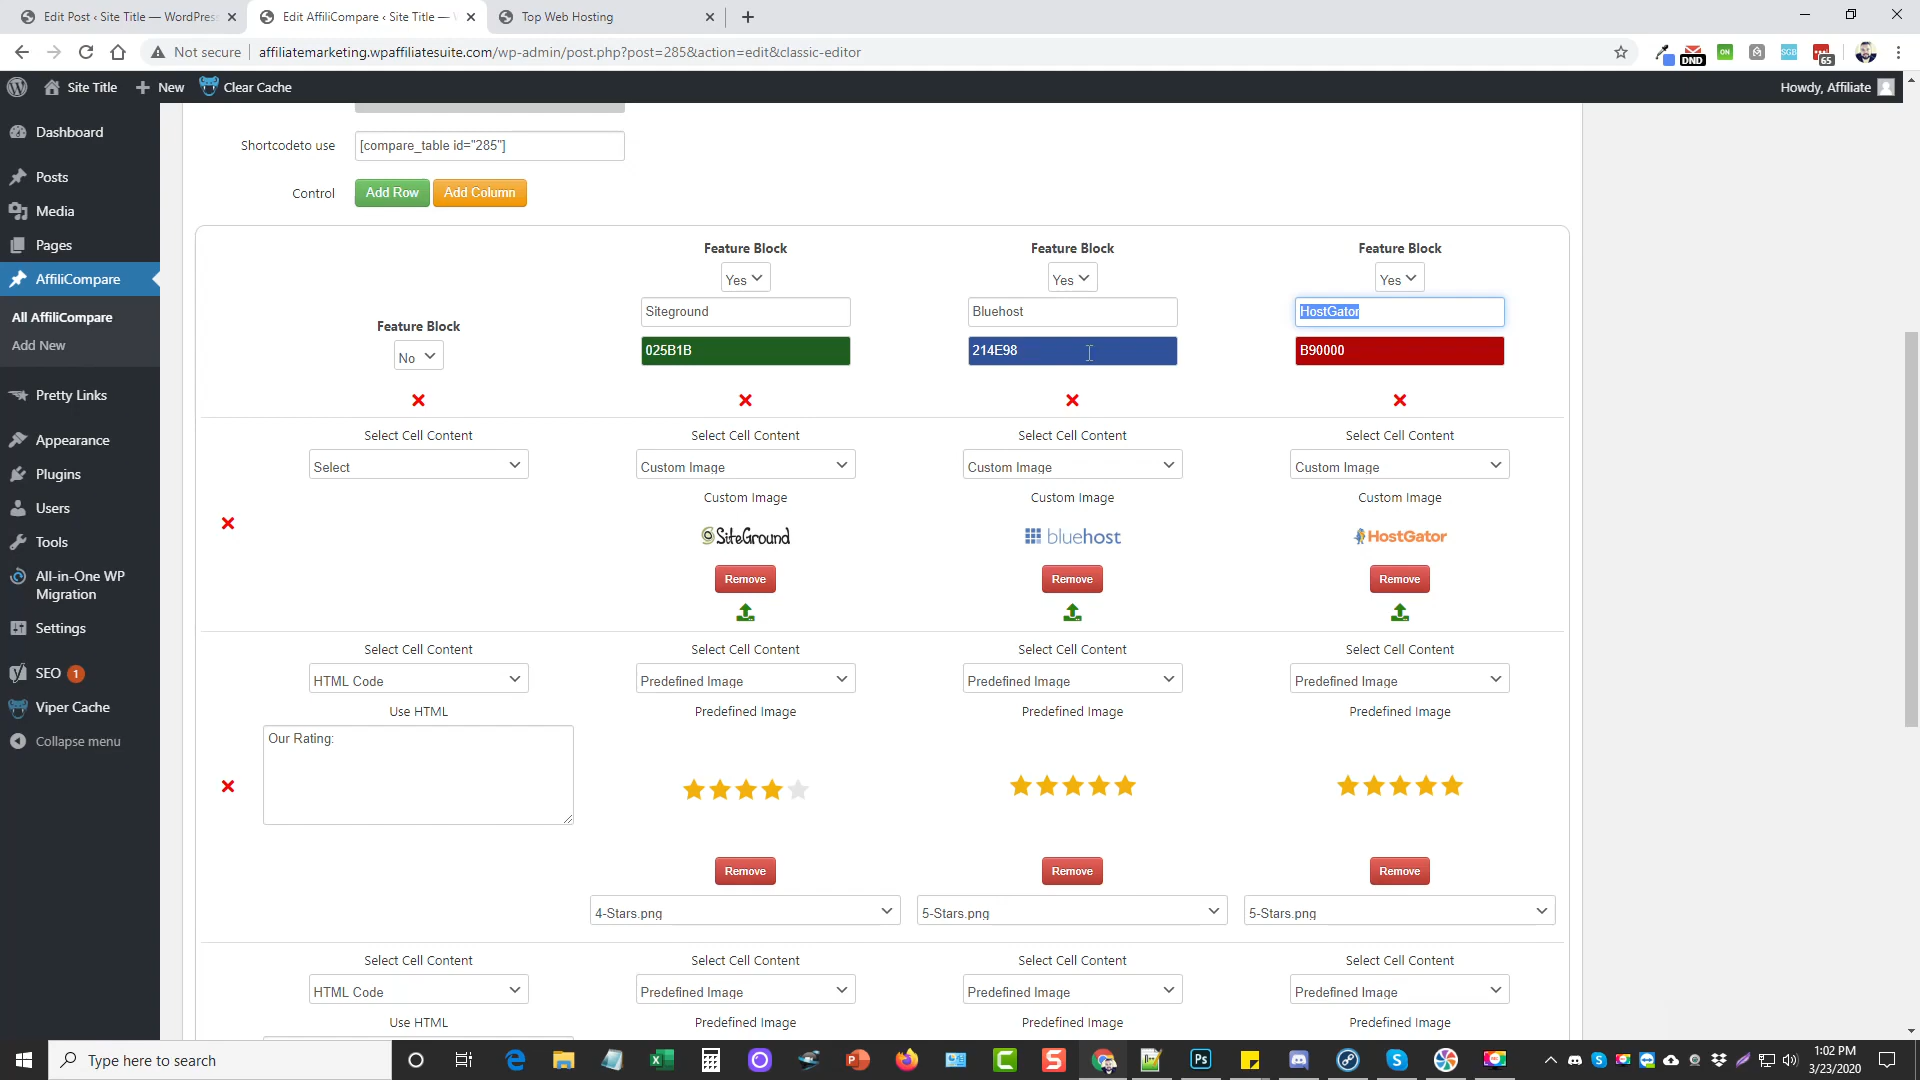 Edit Post ‹ Site Title — WordPress
Edit AffiliCompare ‹ Site Title —
Top Web Hosting
Not secure
affiliatemarketing.wpaffiliatesuite.com/wp-admin/post.php?post=285&action=edit&classic-editor
DND
ON
SGB
65
Site Title
New
Clear Cache
Howdy, Affiliate
Dashboard
Posts
Media
Pages
AffiliCompare
All AffiliCompare
Add New
Pretty Links
Appearance
Plugins
Users
Tools
All-in-One WP
Migration
Settings
SEO 1
Viper Cache
Collapse menu
Shortcodeto use
[compare_table id="285"]
Control
Add Row
Add Column
Feature Block
Feature Block
Feature Block
Yes
Yes
Yes
Siteground
Bluehost
HostGator
Feature Block
No
025B1B
214E98
B90000
Select Cell Content
Select Cell Content
Select Cell Content
Select Cell Content
Select
Custom Image
Custom Image
Custom Image
Custom Image
Custom Image
Custom Image
SiteGround
bluehost
HostGator
Remove
Remove
Remove
Select Cell Content
Select Cell Content
Select Cell Content
Select Cell Content
HTML Code
Predefined Image
Predefined Image
Predefined Image
Use HTML
Predefined Image
Predefined Image
Predefined Image
Our Rating:
Remove
Remove
Remove
4-Stars.png
5-Stars.png
5-Stars.png
Select Cell Content
Select Cell Content
Select Cell Content
Select Cell Content
HTML Code
Predefined Image
Predefined Image
Predefined Image
Use HTML
Predefined Image
Predefined Image
Predefined Image
Type here to search
Ps
1:02 PM
3/23/2020